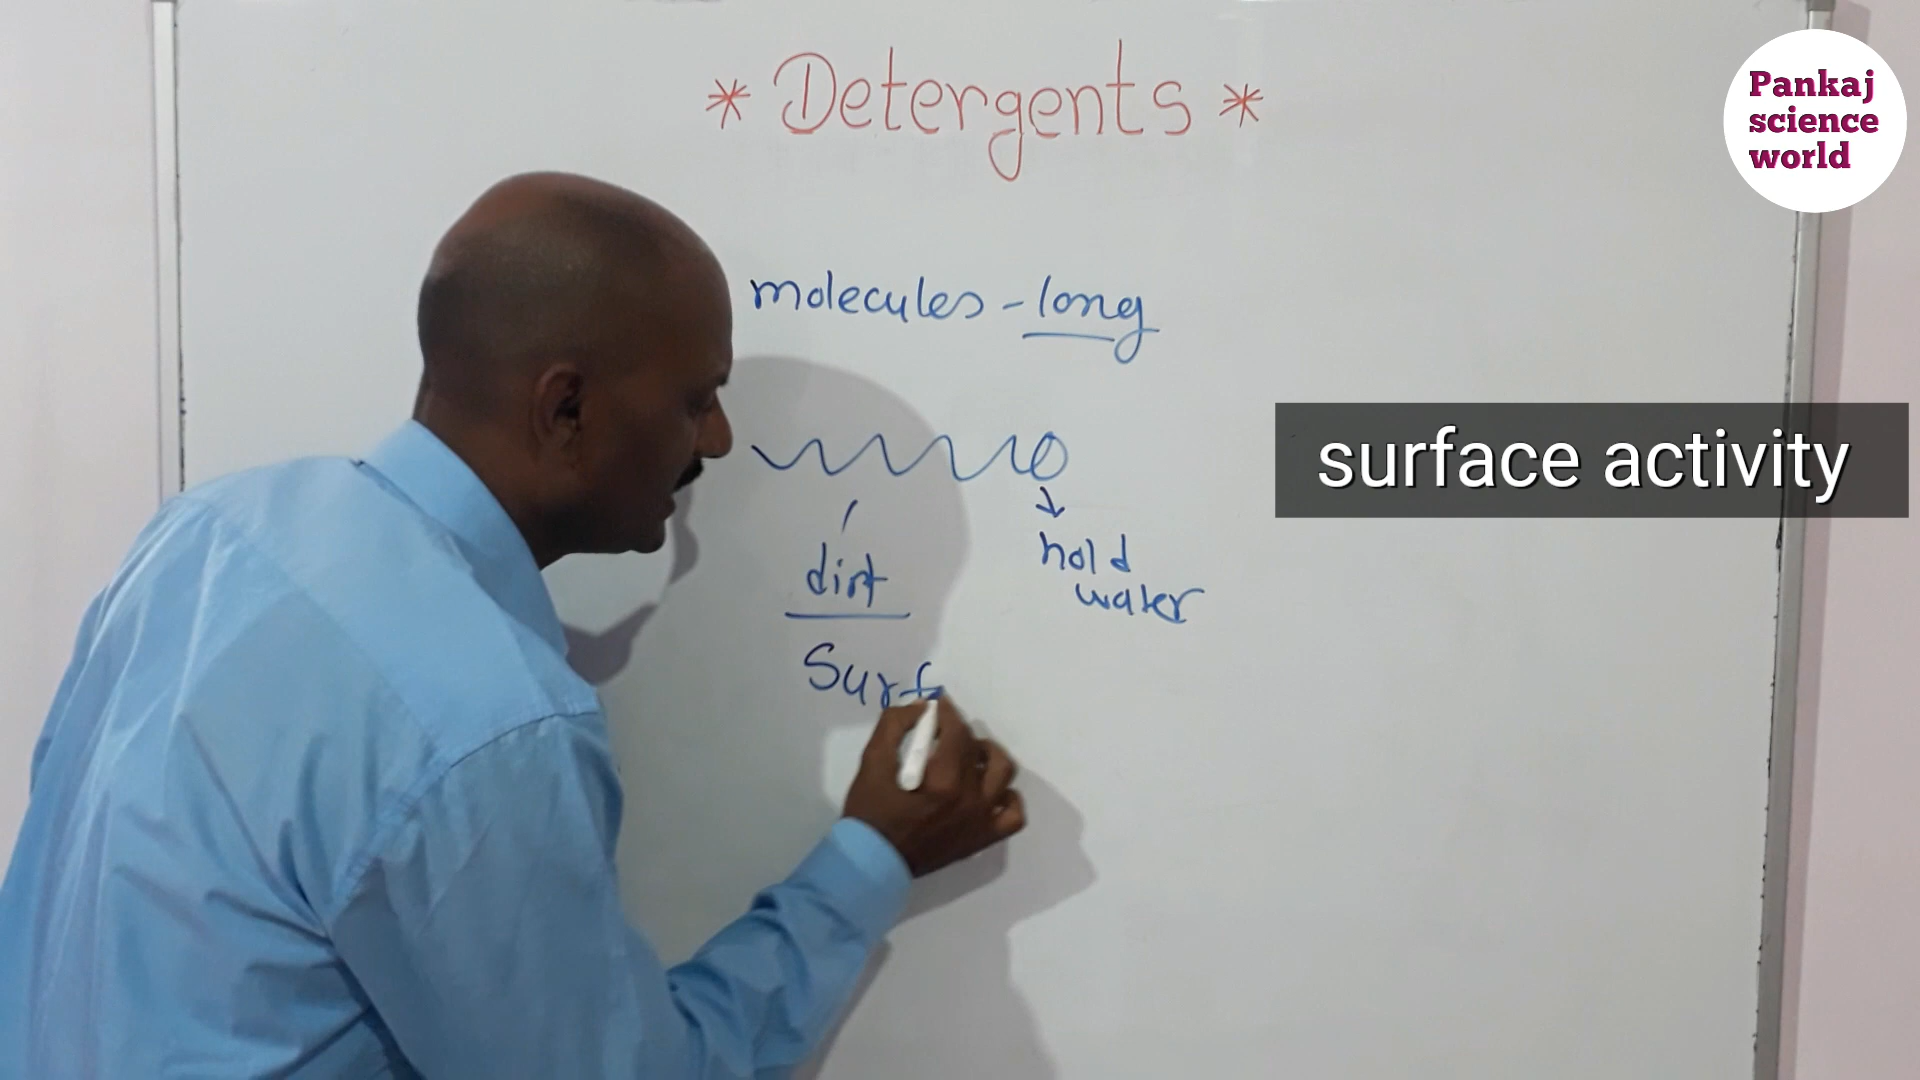 * Detergents *
Pankaj
science
world
molecules - long
surface activity
dirt
hold
water
Surf